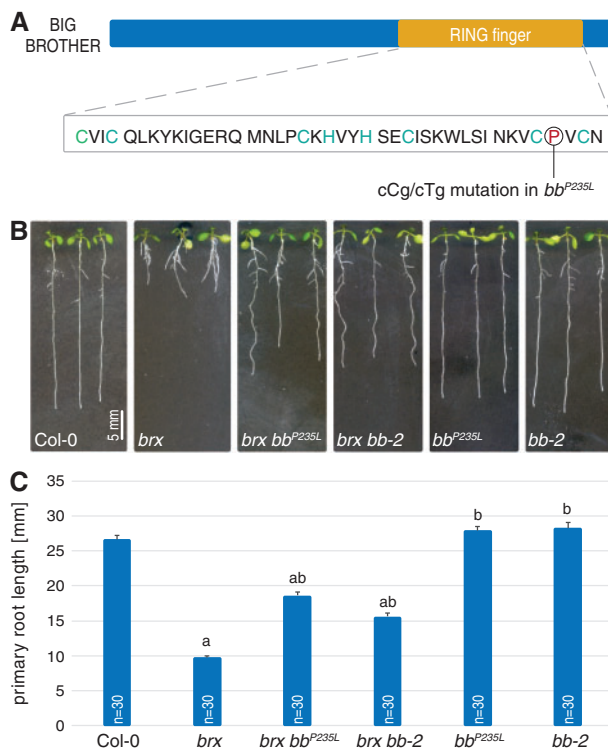 A
BIG BROTHER
RING finger
CVIC QLKYKIGERQ MNLPCKHVYH SECISKWLSI NKVCPVCN
cCg/cTg mutation in bbP235L
B
Col-0
5 mm
brx
brx bbP235L
brx bb-2
bbP235L
bb-2
C
primary root length [mm]
35
30
25
20
15
10
5
0
a
ab
ab
b
b
n=30
n=30
n=30
n=30
n=30
n=30
Col-0
brx
brx bbP235L
brx bb-2
bbP235L
bb-2